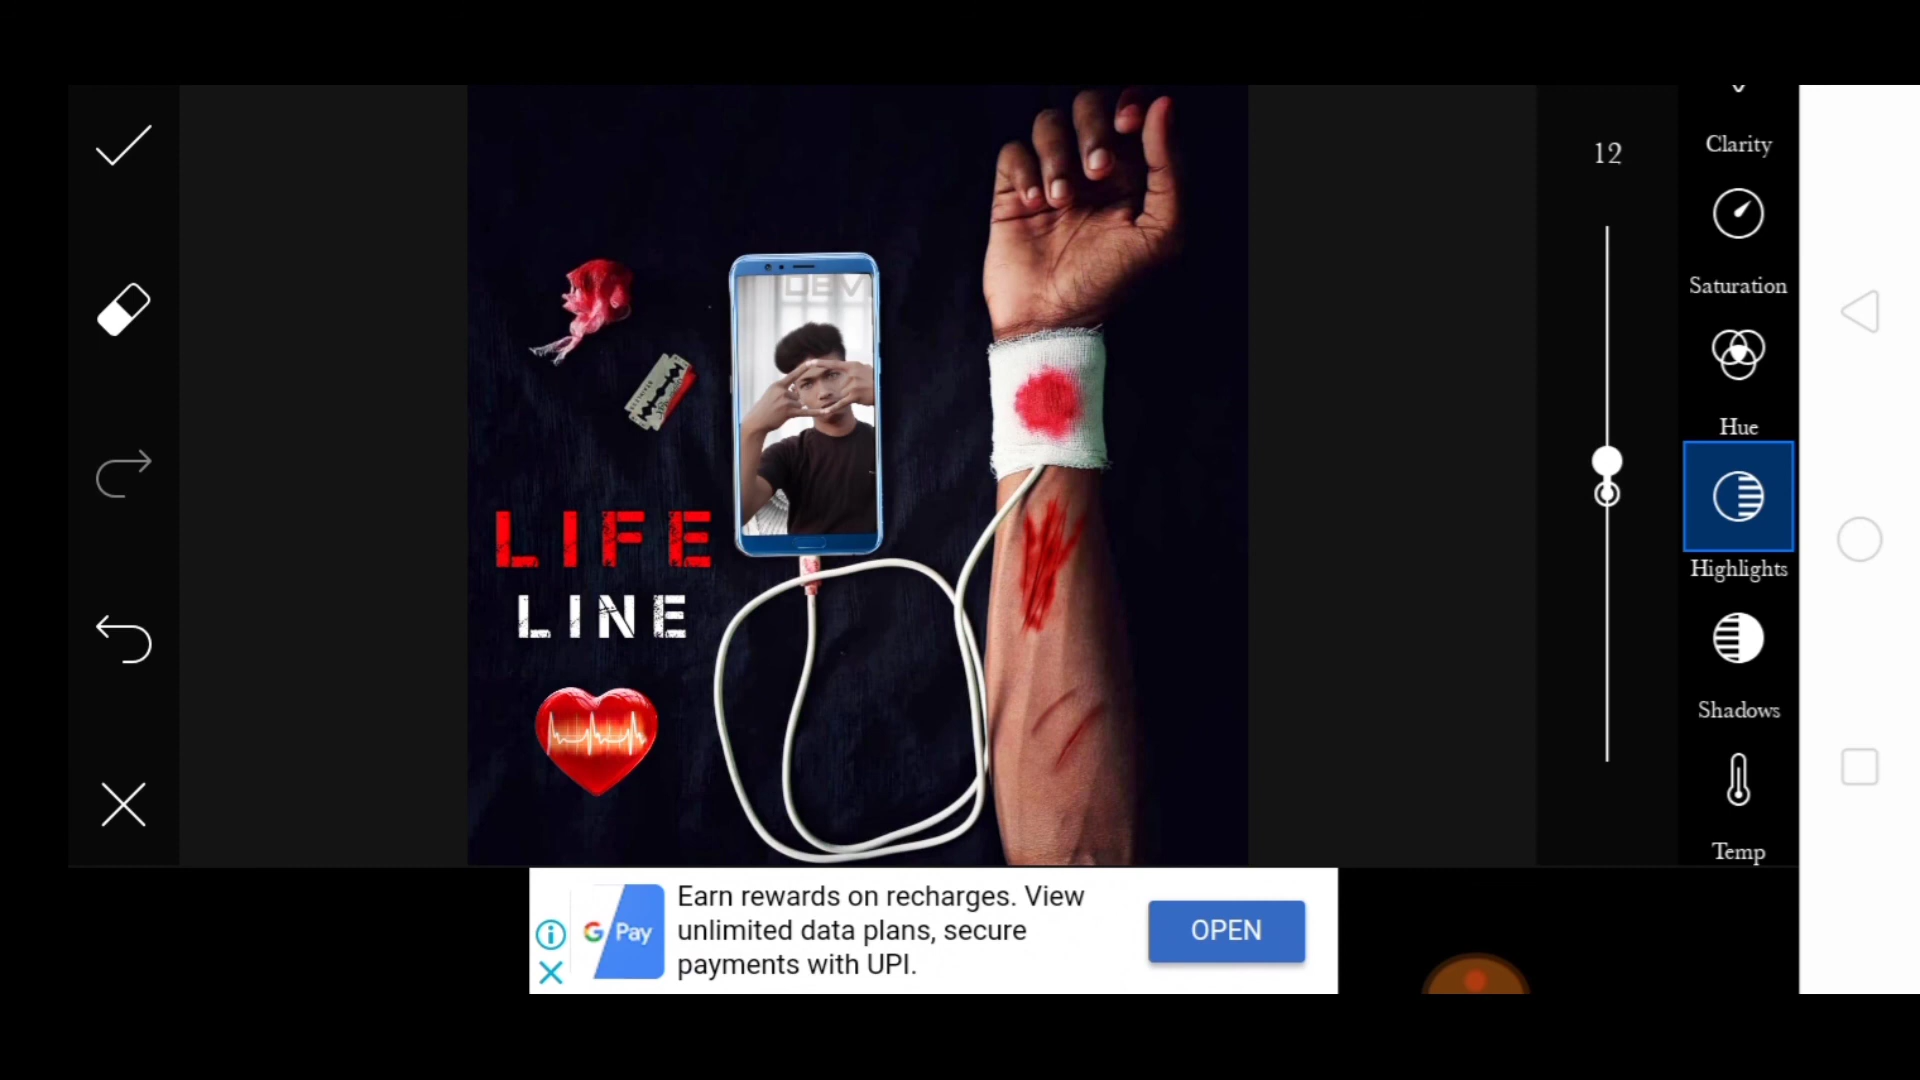 12
Clarity
Saturation
Hue
Highlights
Shadows
Temp
DEV
LIFE
LINE
G Pay
Earn rewards on recharges. View
unlimited data plans, secure
payments with UPI.
OPEN